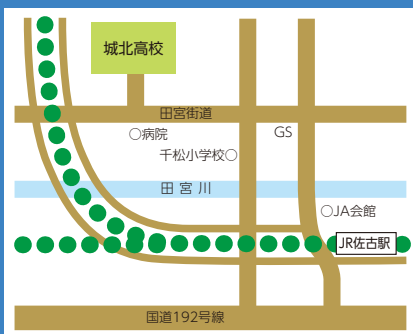 城北高校
田宮街道
○病院
GS
千松小学校○
田宮川
○JA会館
JR佐古駅
国道192号線